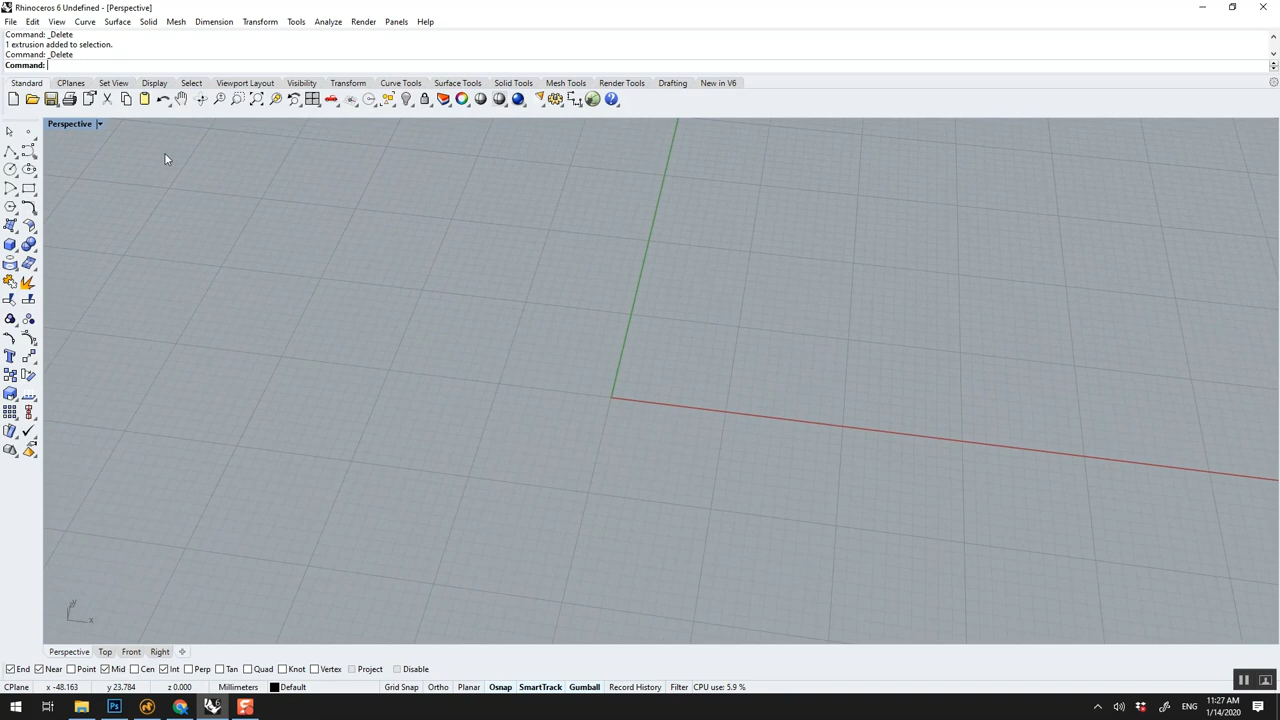 Rhinoceros 6 Undefined - [Perspective]
File Edit View Curve Surface Solid Mesh Dimension Transform Tools Analyze Render Panels Help
Command: _Delete
1 extrusion added to selection.
Command: _Delete
Command:
Standard CPlanes Set View Display Select Viewport Layout Visibility Transform Curve Tools Surface Tools Solid Tools Mesh Tools Render Tools Drafting New in V6
Perspective
y
x
Perspective Top Front Right
End Near Point Mid Cen Int Perp Tan Quad Knot Vertex Project Disable
CPlane x -48.163 y 23.784 z 0.000 Millimeters Default Grid Snap Ortho Planar Osnap SmartTrack Gumball Record History Filter CPU use: 5.9 %
Ps
ENG
11:27 AM
1/14/2020